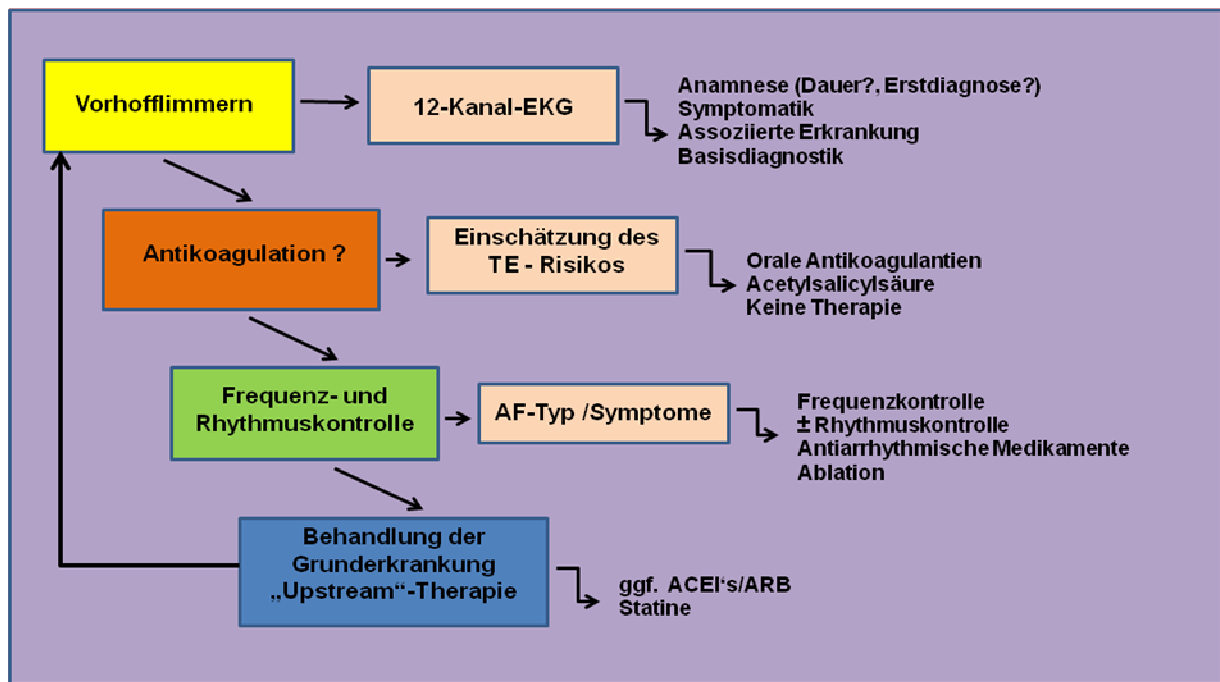 Vorhofflimmern
12-Kanal-EKG
Anamnese (Dauer?, Erstdiagnose?)
Symptomatik
Assoziierte Erkrankung
Basisdiagnostik
Antikoagulation ?
Einschätzung des
TE - Risikos
Orale Antikoagulantien
Acetylsalicylsäure
Keine Therapie
Frequenz- und
Rhythmuskontrolle
AF-Typ /Symptome
Frequenzkontrolle
± Rhythmuskontrolle
Antiarrhythmische Medikamente
Ablation
Behandlung der
Grunderkrankung
„Upstream“-Therapie
ggf. ACEI‘s/ARB
Statine